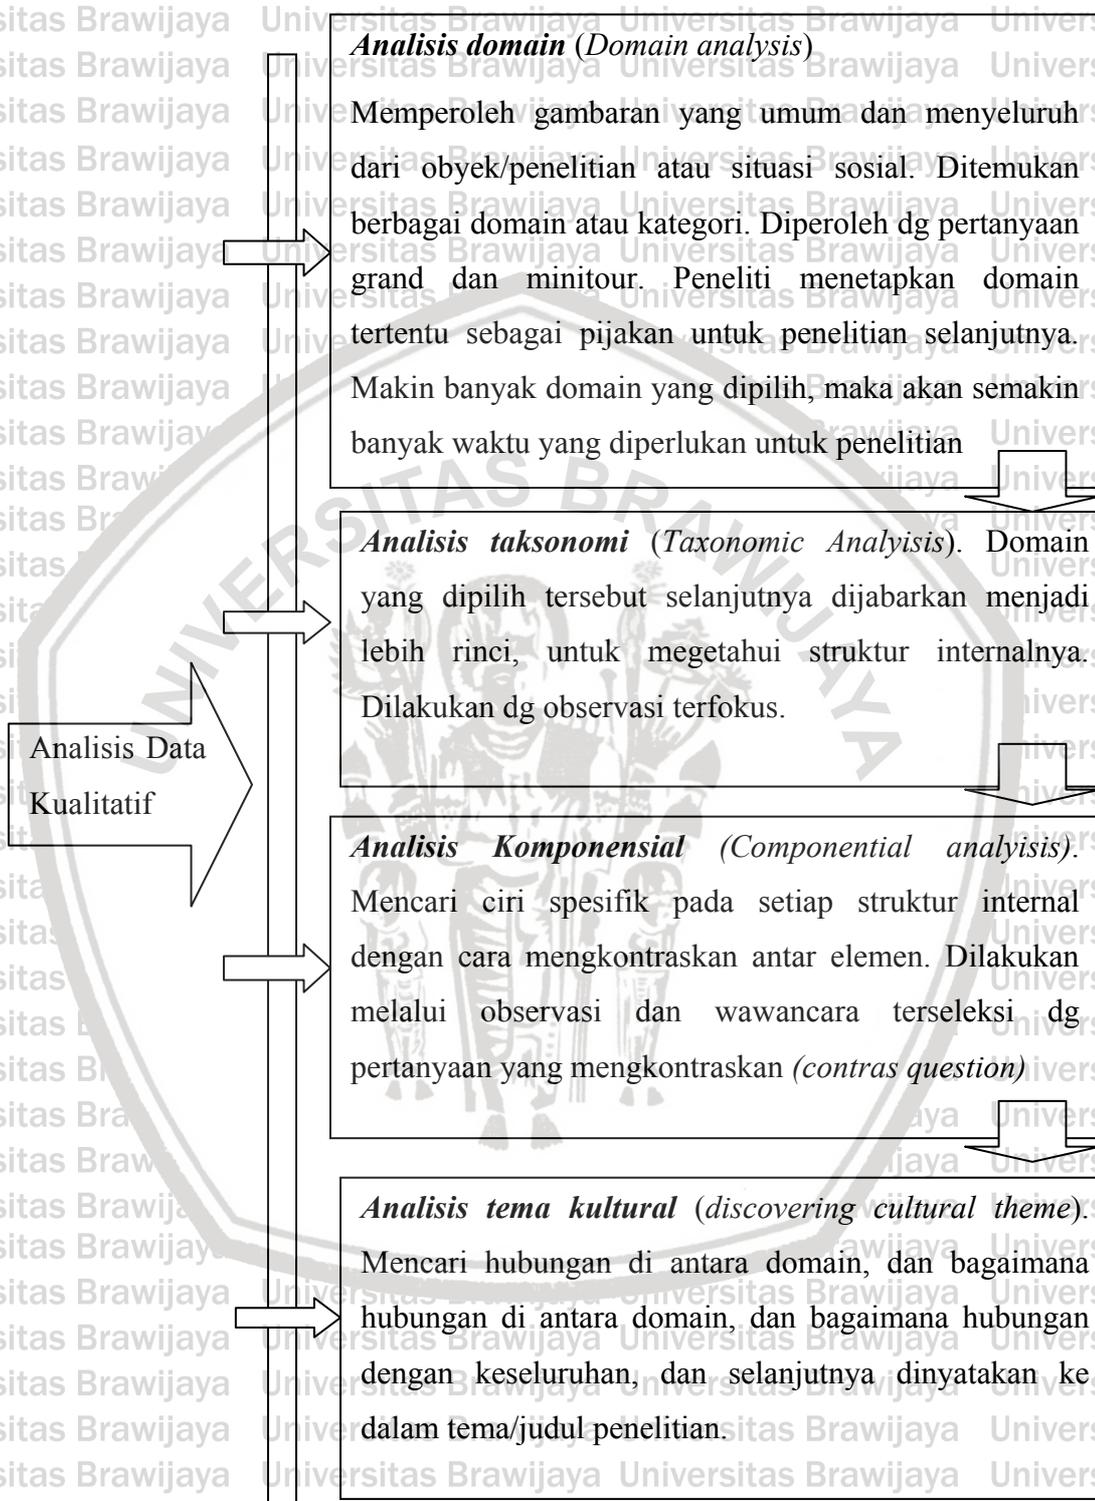 Analisis domain (Domain analysis)
Memperoleh gambaran yang umum dan menyeluruh
dari obyek/penelitian atau situasi sosial. Ditemukan
berbagai domain atau kategori. Diperoleh dg pertanyaan
grand dan minitour. Peneliti menetapkan domain
tertentu sebagai pijakan untuk penelitian selanjutnya.
Makin banyak domain yang dipilih, maka akan semakin
banyak waktu yang diperlukan untuk penelitian
Analisis taksonomi (Taxonomic Analyisis). Domain
yang dipilih tersebut selanjutnya dijabarkan menjadi
lebih rinci, untuk megetahui struktur internalnya.
Dilakukan dg observasi terfokus.
Analisis Data
Kualitatif
Analisis Komponensial (Componential analyisis).
Mencari ciri spesifik pada setiap struktur internal
dengan cara mengkontraskan antar elemen. Dilakukan
melalui observasi dan wawancara terseleksi dg
pertanyaan yang mengkontraskan (contras question)
Analisis tema kultural (discovering cultural theme).
Mencari hubungan di antara domain, dan bagaimana
hubungan di antara domain, dan bagaimana hubungan
dengan keseluruhan, dan selanjutnya dinyatakan ke
dalam tema/judul penelitian.
UNIVERSITAS BRAWIJAYA